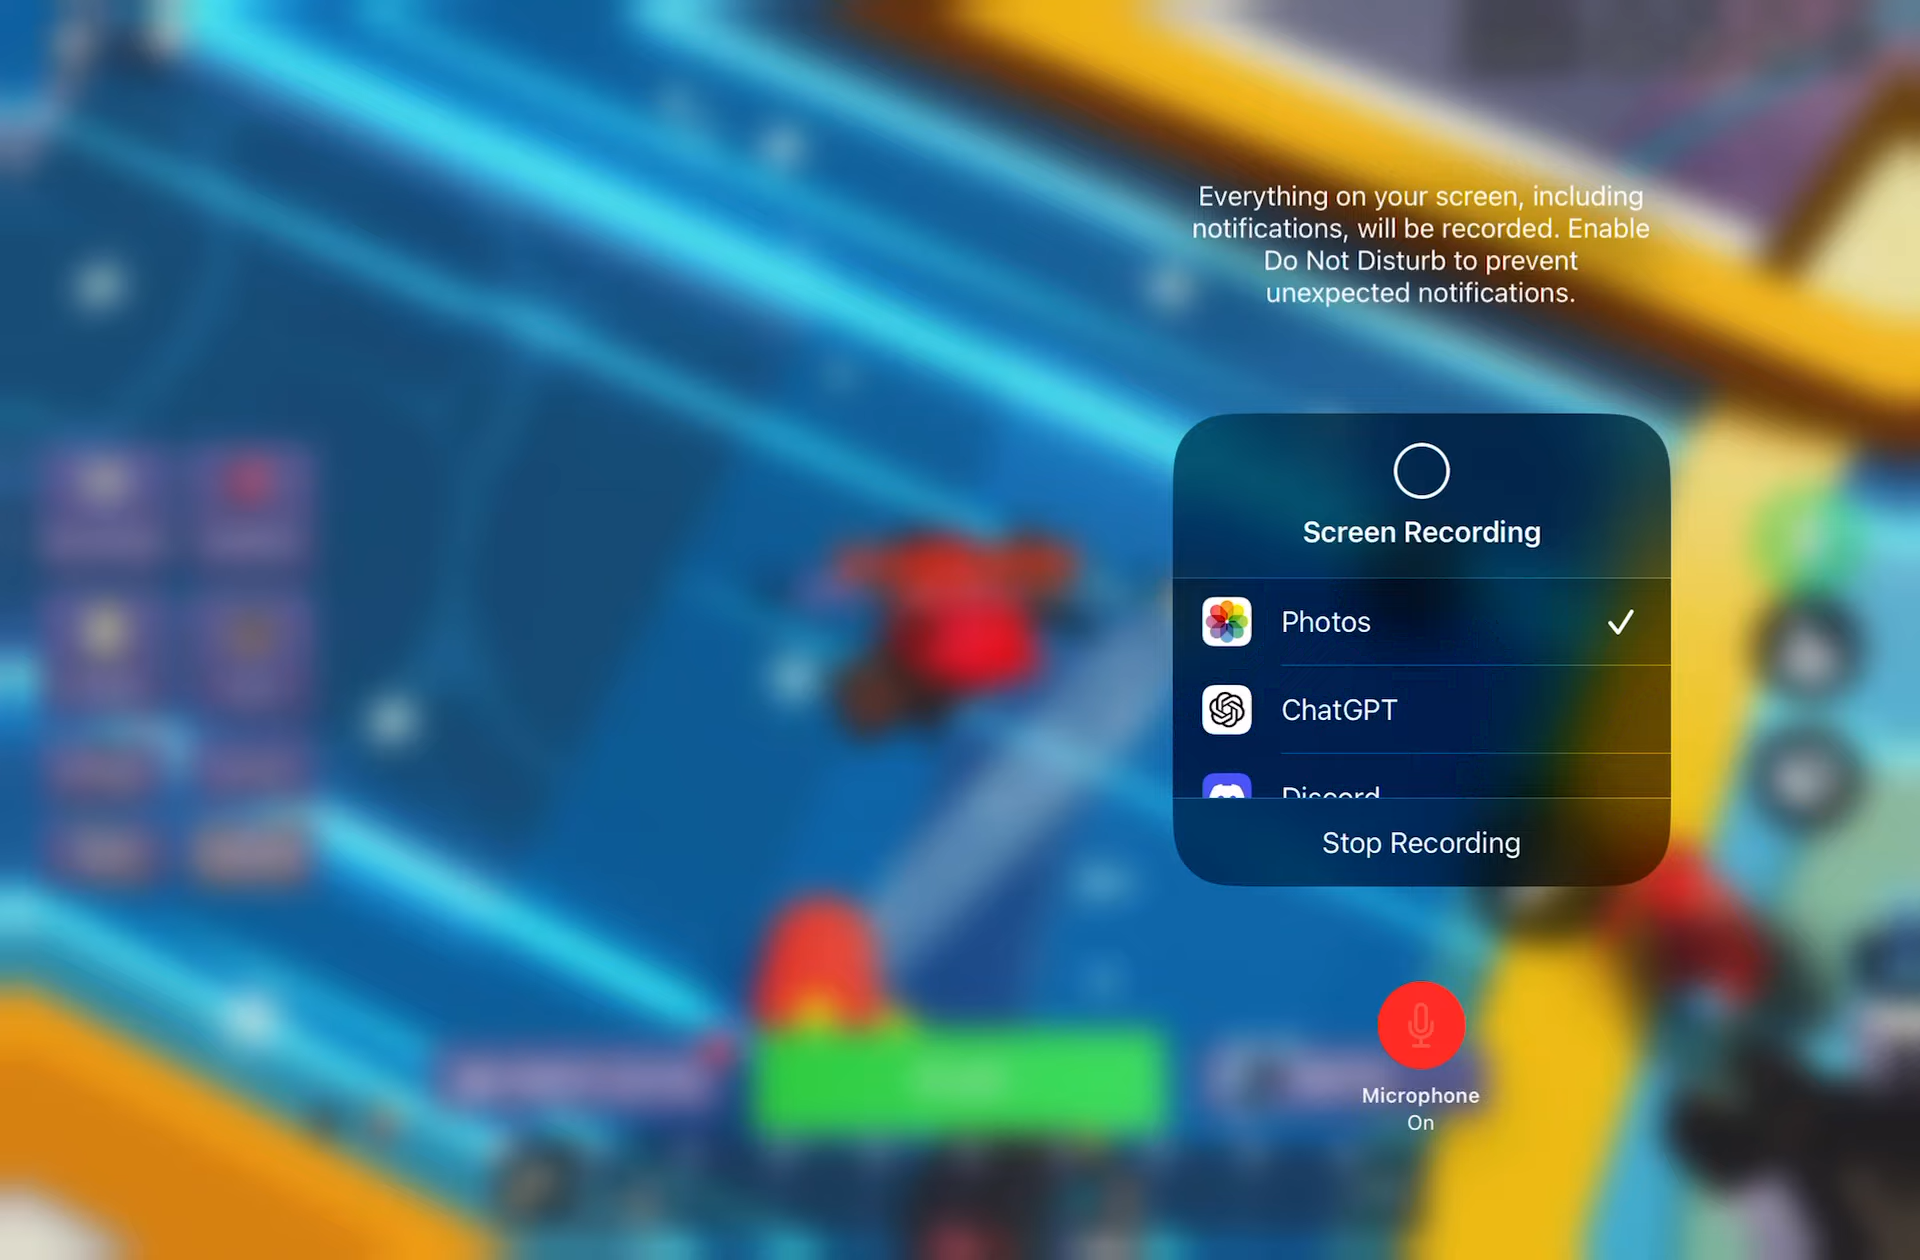 Everything on your screen, including
notifications, will be recorded. Enable
Do Not Disturb to prevent
unexpected notifications.
Screen Recording
Photos
ChatGPT
Discord
Stop Recording
Microphone
On